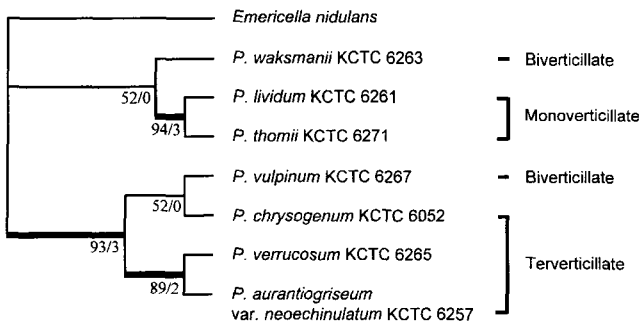 Emericella nidulans
P. waksmanii KCTC 6263 Biverticillate
52/0
P. lividum KCTC 6261
Monoverticillate
94/3
P. thomii KCTC 6271
P. vulpinum KCTC 6267 Biverticillate
52/0
P. chrysogenum KCTC 6052
93/3
P. verrucosum KCTC 6265
Terverticillate
89/2
P. aurantiogriseum
var. neoechinulatum KCTC 6257